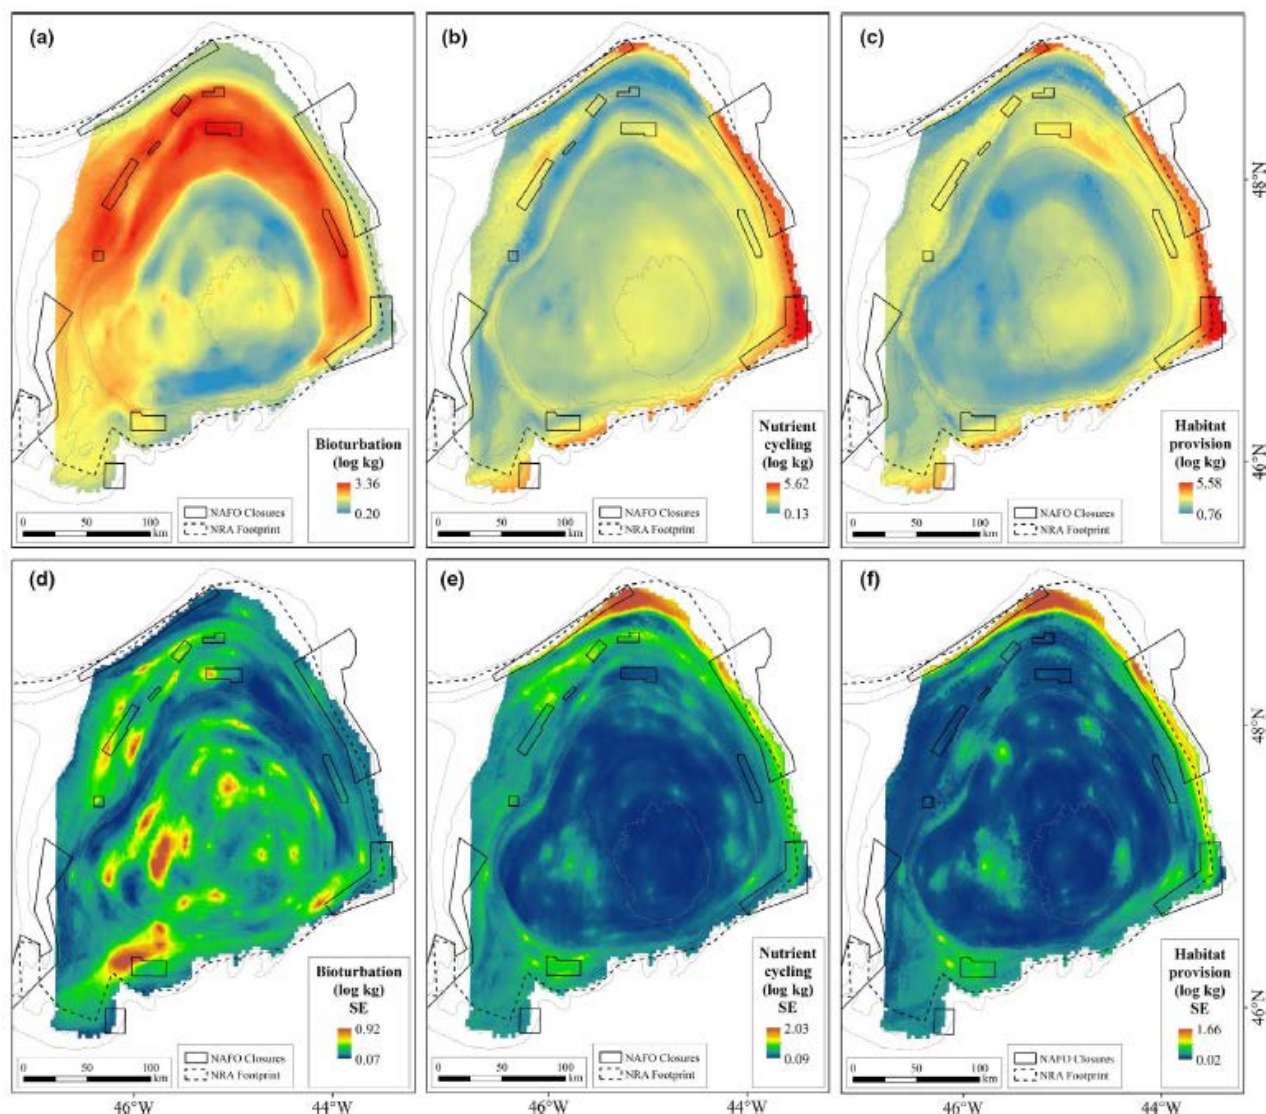 (a)
Bioturbation
(log kg)
3.36
0.20
NAFO Closures
NRA Footprint
0 50 100
km
(b)
Nutrient
cycling
(log kg)
5.62
0.13
NAFO Closures
NRA Footprint
0 50 100
km
(c)
Habitat
provision
(log kg)
5.58
0.76
NAFO Closures
NRA Footprint
0 50 100
km
48°N
46°N
(d)
Bioturbation
(log kg)
SE
0.92
0.07
NAFO Closures
NRA Footprint
0 50 100
km
46°W 44°W
(e)
Nutrient
cycling
(log kg)
SE
2.03
0.09
NAFO Closures
NRA Footprint
0 50 100
km
46°W 44°W
(f)
Habitat
provision
(log kg)
SE
1.66
0.02
NAFO Closures
NRA Footprint
0 50 100
km
46°W 44°W
48°N
46°N